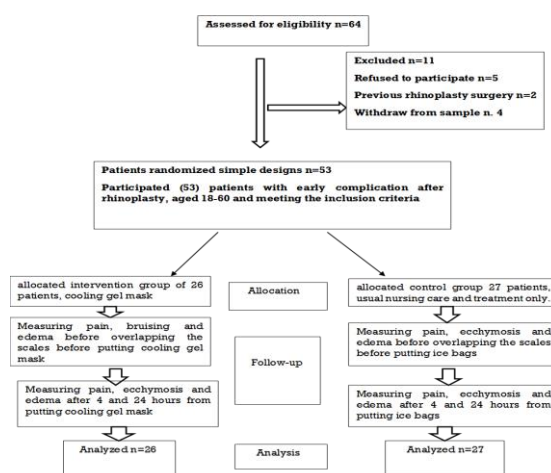 Assessed for eligibility n=64
Excluded n=11
Refused to participate n=5
Previous rhinoplasty surgery n=2
Withdraw from sample n. 4
Patients randomized simple designs n=53
Participated (53) patients with early complication after
rhinoplasty, aged 18-60 and meeting the inclusion criteria
allocated intervention group of 26
patients, cooling gel mask
Allocation
allocated control group 27 patients,
usual nursing care and treatment only.
Measuring pain, bruising and
edema before overlapping the
scales before putting cooling gel
mask
Follow-up
Measuring pain, ecchymosis and
edema before overlapping the scales
before putting ice bags
Measuring pain, ecchymosis and
edema after 4 and 24 hours from
putting cooling gel mask
Measuring pain, ecchymosis and
edema after 4 and 24 hours from
putting ice bags
Analyzed n=26
Analysis
Analyzed n=27